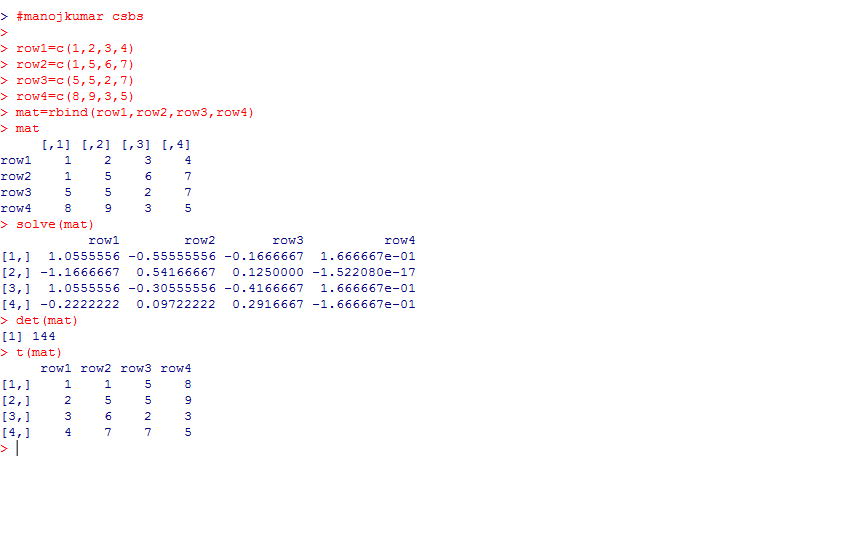 > #manojkumar csbs
>
> row1=c(1,2,3,4)
> row2=c(1,5,6,7)
> row3=c(5,5,2,7)
> row4=c(8,9,3,5)
> mat=rbind(row1,row2,row3,row4)
> mat
     [,1] [,2] [,3] [,4]
row1    1    2    3    4
row2    1    5    6    7
row3    5    5    2    7
row4    8    9    3    5
> solve(mat)
           row1        row2       row3          row4
[1,]  1.0555556 -0.55555556 -0.1666667  1.666667e-01
[2,] -1.1666667  0.54166667  0.1250000 -1.522080e-17
[3,]  1.0555556 -0.30555556 -0.4166667  1.666667e-01
[4,] -0.2222222  0.09722222  0.2916667 -1.666667e-01
> det(mat)
[1] 144
> t(mat)
     row1 row2 row3 row4
[1,]    1    1    5    8
[2,]    2    5    5    9
[3,]    3    6    2    3
[4,]    4    7    7    5
>